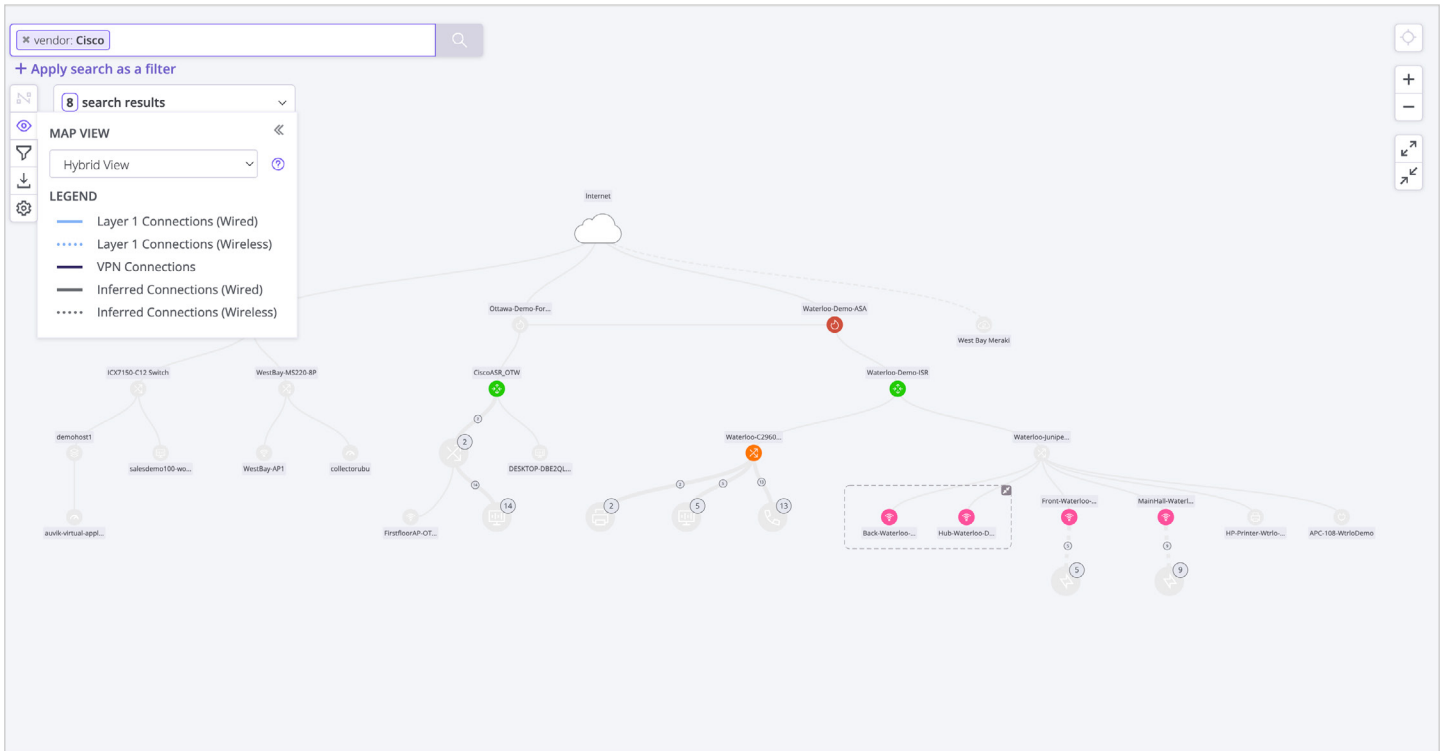 ✖ vendor: Cisco
+ Apply search as a filter
8 search results
MAP VIEW
Hybrid View
LEGEND
Layer 1 Connections (Wired)
Layer 1 Connections (Wireless)
VPN Connections
Inferred Connections (Wired)
Inferred Connections (Wireless)
Internet
Ottawa-Demo-For...
Waterloo-Demo-ASA
West Bay Meraki
ICX7150-C12 Switch
WestBay-MS220-8P
CiscoASR_OTW
Waterloo-Demo-ISR
demohost1
salesdemo100-wo...
WestBay-AP1
collectorubu
2
DESKTOP-DBE2QL...
Waterloo-C2960...
Waterloo-Junipe...
auvik-virtual-appl...
FirstfloorAP-OT...
14
2
5
13
Back-Waterloo-...
Hub-Waterloo-D...
Front-Waterloo-...
MainHall-Waterl...
HP-Printer-Wtrlo-...
APC-108-WtrloDemo
5
9